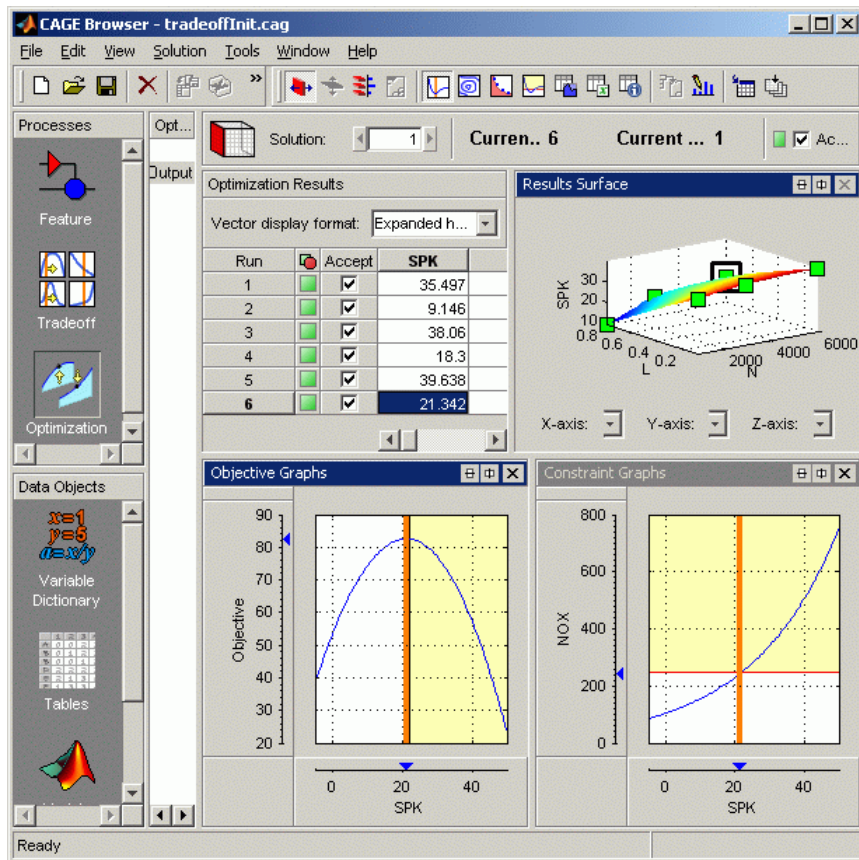 CAGE Browser - tradeoffInit.cag
File Edit View Solution Tools Window Help
Processes
Feature
Tradeoff
Optimization
Opt...
Output
Solution: 1 Curren.. 6 Current ... 1 Ac...
Optimization Results
Vector display format: Expanded h...
Run Accept SPK
1 35.497
2 9.146
3 38.06
4 18.3
5 39.638
6 21.342
Results Surface
SPK
30
20
10
0.8
0.6
0.4
0.2
L
2000
4000
6000
N
X-axis: Y-axis: Z-axis:
Data Objects
x=1
y=5
a=x/y
Variable
Dictionary
Tables
Objective Graphs
Objective
90
80
70
60
50
40
30
20
0 20 40
SPK
Constraint Graphs
NOX
800
600
400
200
0
0 20 40
SPK
Ready